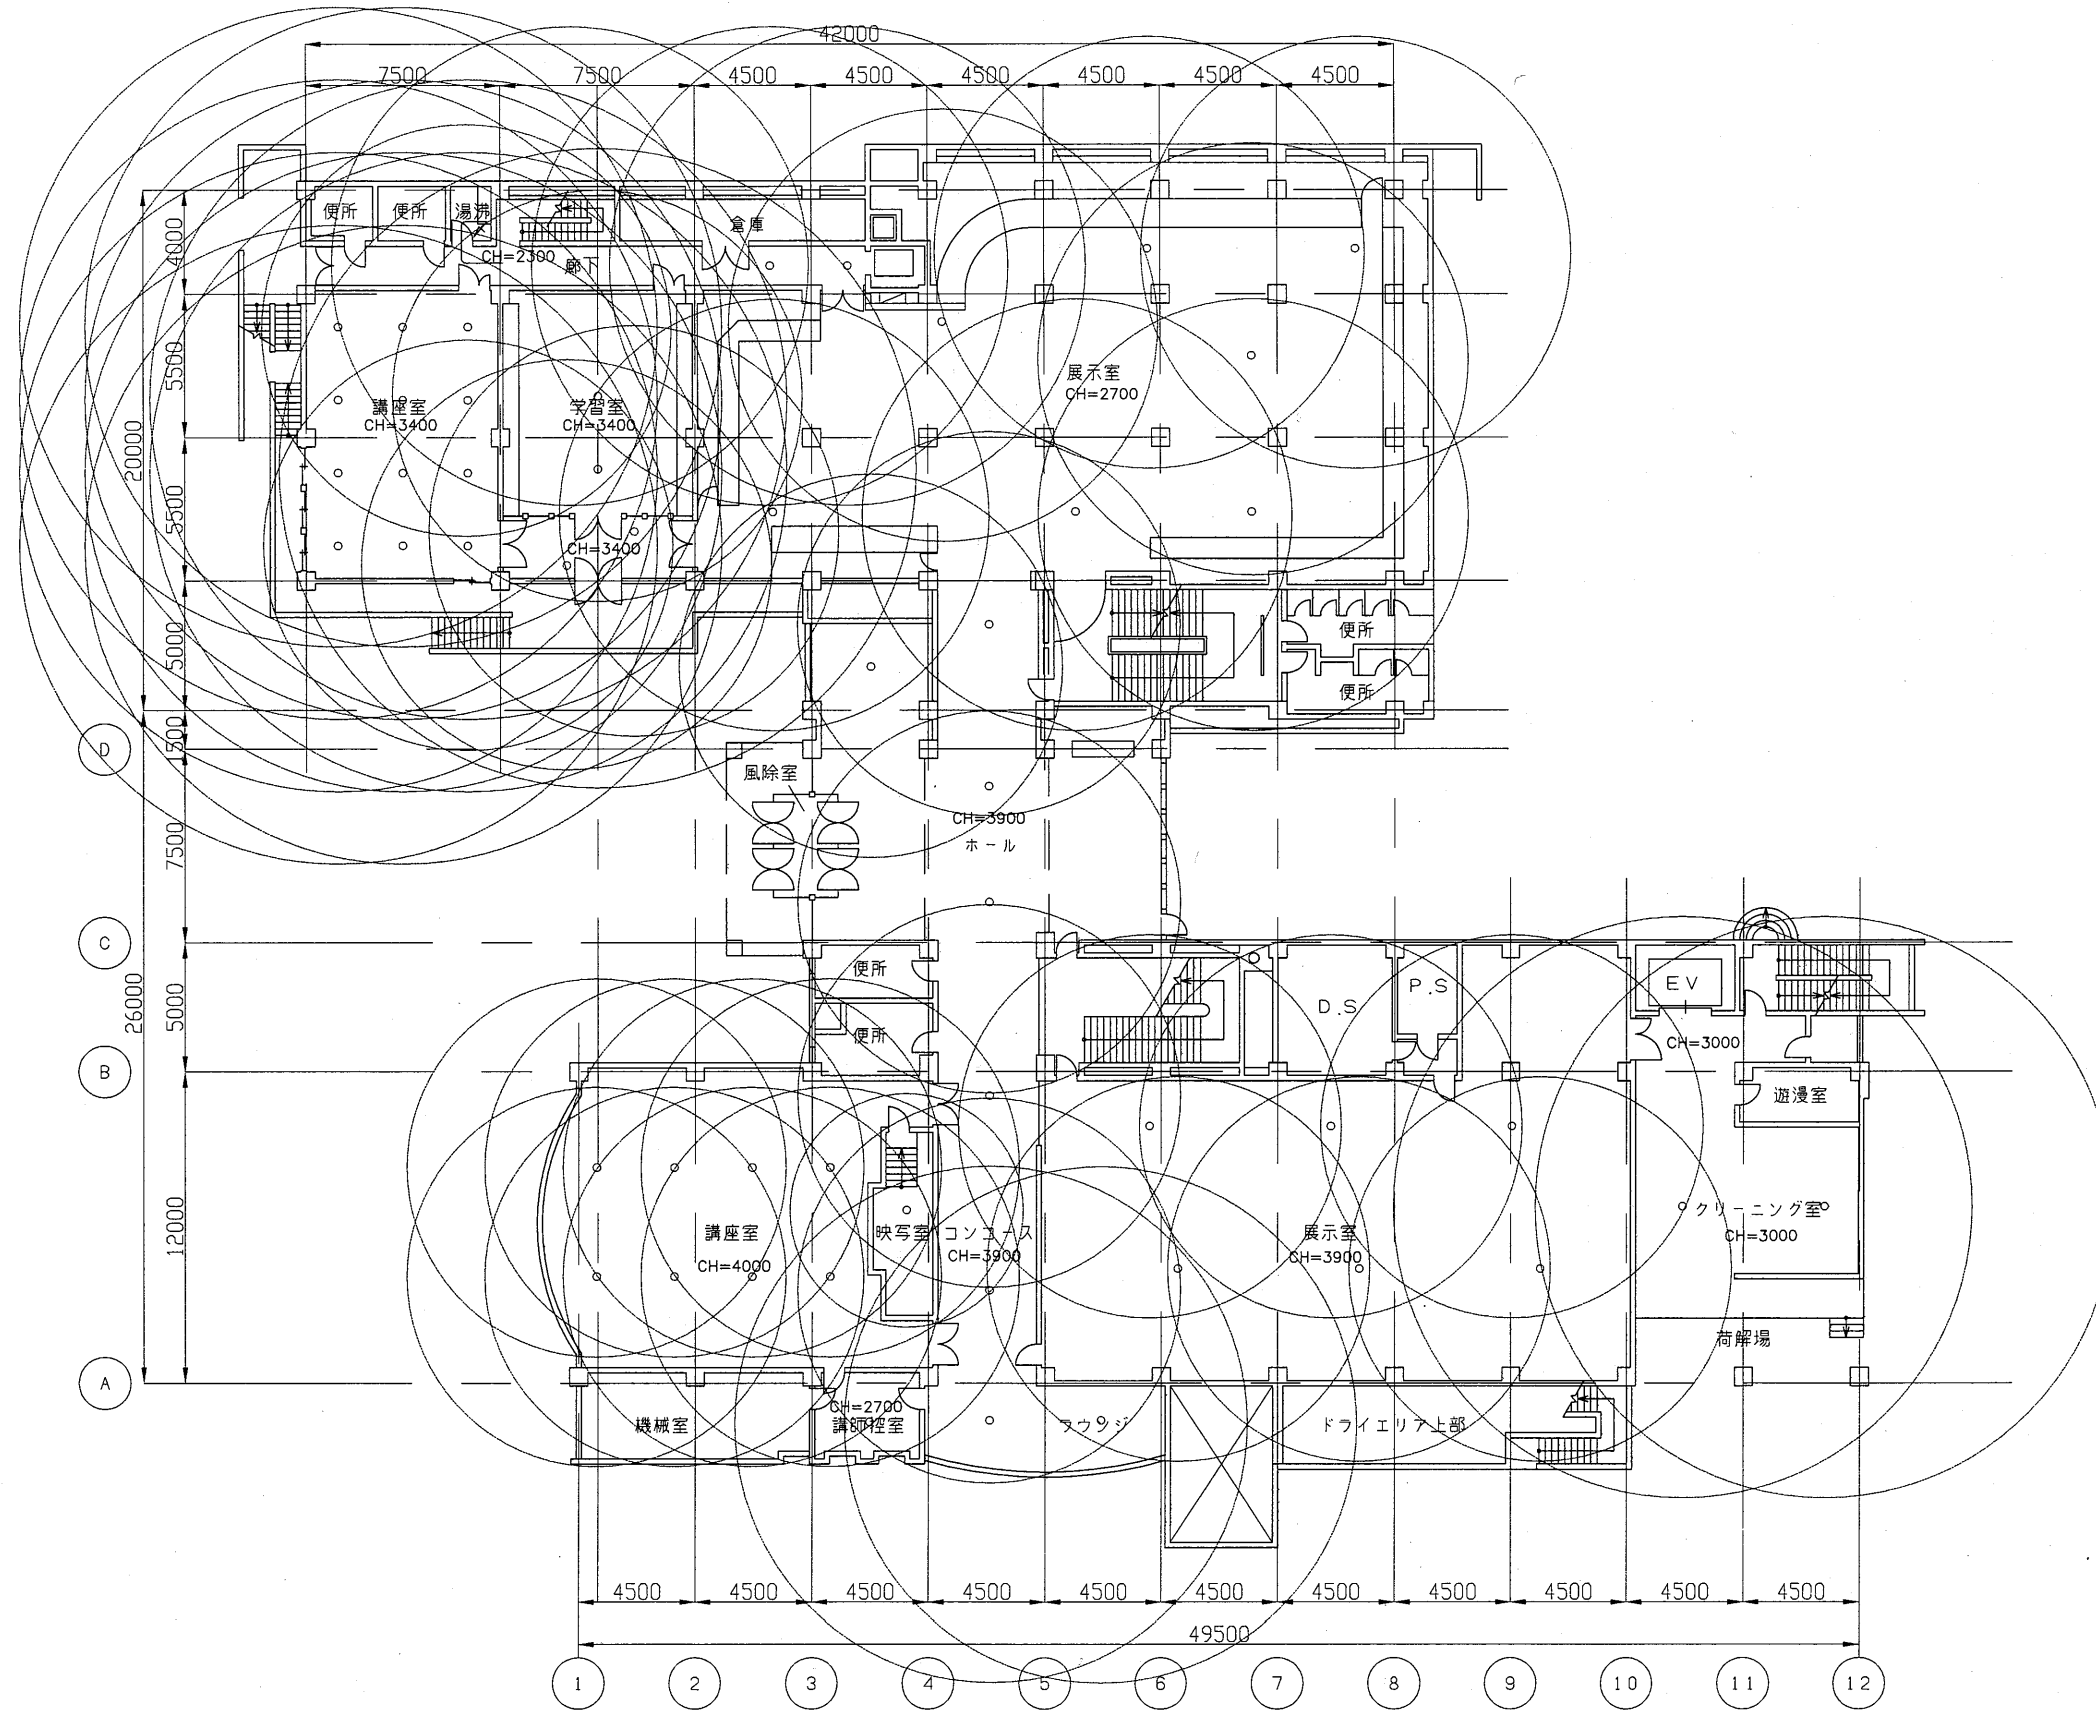 42000
7500 7500 4500 4500 4500 4500 4500 4500
便所 便所 湯沸 倉庫
CH=2300
廊下
4000
5500
5500
5000
20000
展示室
CH=2700
講座室
CH=3400
学習室
CH=3400
CH=3400
便所
便所
D
1500
風除室
7500
CH=3900
ホール
C
便所
EV
P.S
D.S
5000
26000
便所
CH=3000
B
遊漫室
12000
講座室
CH=4000
映写室
コンコース
CH=3900
展示室
CH=3900
クリーニング室
CH=3000
荷解場
A
CH=2700
機械室
講師控室
ラウンジ
ドライエリア上部
4500 4500 4500 4500 4500 4500 4500 4500 4500 4500 4500
49500
1 2 3 4 5 6 7 8 9 10 11 12